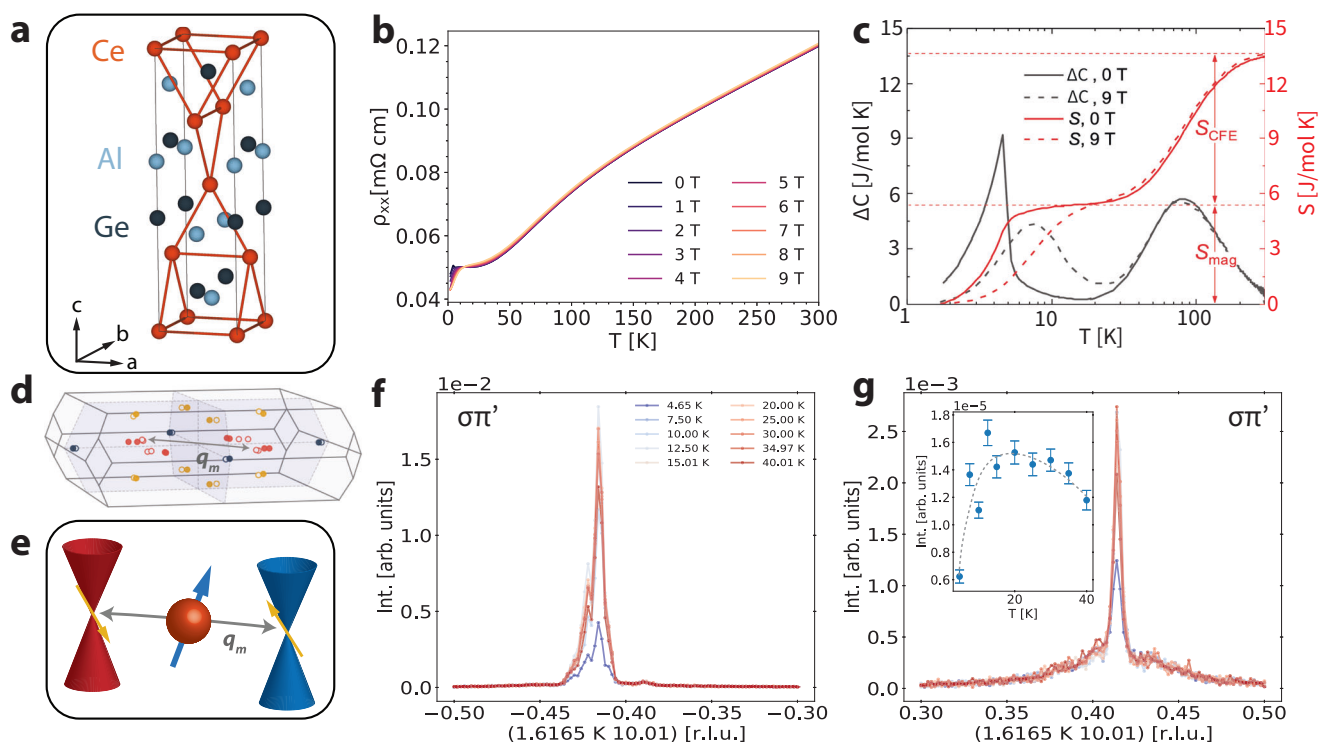 a
Ce
Al
Ge
c
b
a
b
0.12
0.10
0.08
0.06
0.04
ρxx[mΩ cm]
0 T
1 T
2 T
3 T
4 T
5 T
6 T
7 T
8 T
9 T
0
50
100
150
200
250
300
T [K]
c
15
12
9
6
3
0
ΔC [J/mol K]
ΔC, 0 T
ΔC, 9 T
S, 0 T
S, 9 T
SCFE
Smag
15
12
9
6
3
0
S [J/mol K]
1
10
100
T [K]
d
qm
e
qm
f
1e−2
σπ’
1.5
1.0
0.5
0.0
Int. [arb. units]
4.65 K
7.50 K
10.00 K
12.50 K
15.01 K
20.00 K
25.00 K
30.00 K
34.97 K
40.01 K
−0.50
−0.45
−0.40
−0.35
−0.30
(1.6165 K 10.01) [r.l.u.]
g
1e−3
σπ’
2.5
2.0
1.5
1.0
0.5
0.0
Int. [arb. units]
1e−5
1.8
1.6
1.4
1.2
1.0
0.8
0.6
Int. [arb. units]
20
40
T [K]
0.30
0.35
0.40
0.45
0.50
(1.6165 K 10.01) [r.l.u.]